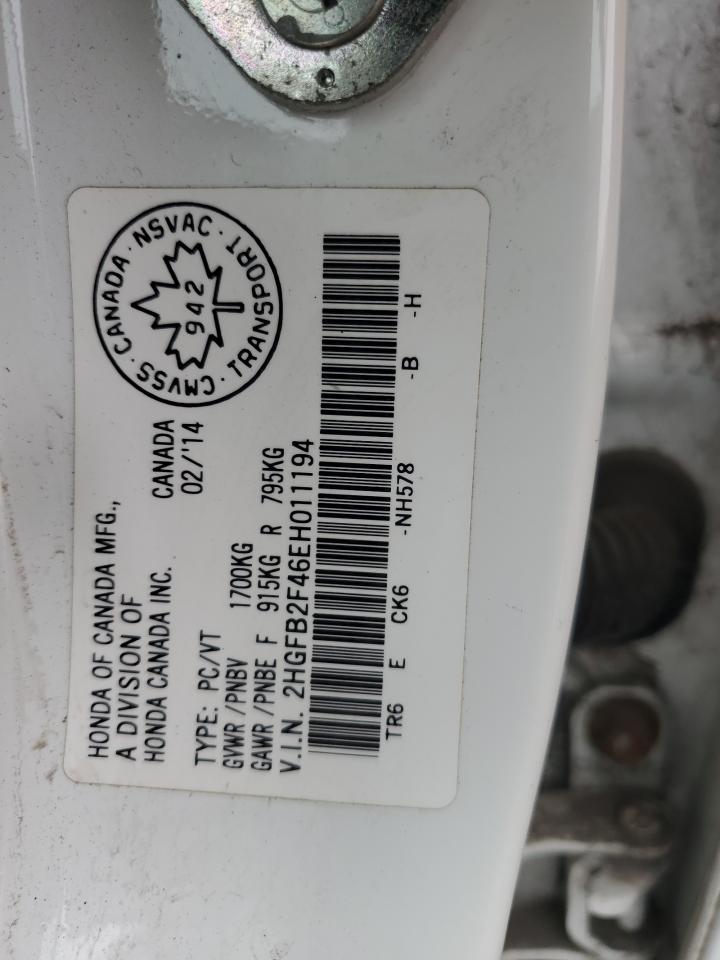 HONDA OF CANADA MFG.,
A DIVISION OF
HONDA CANADA INC.
CANADA
02/'14
CMVSS · CANADA · NSVAC · TRANSPORT ·
942
TYPE: PC/VT
GVWR/PNBV 1700KG
GAWR/PNBE F 915KG R 795KG
V.I.N. 2HGFB2F46EH011194
TR6 E CK6 -NH578 -B -H